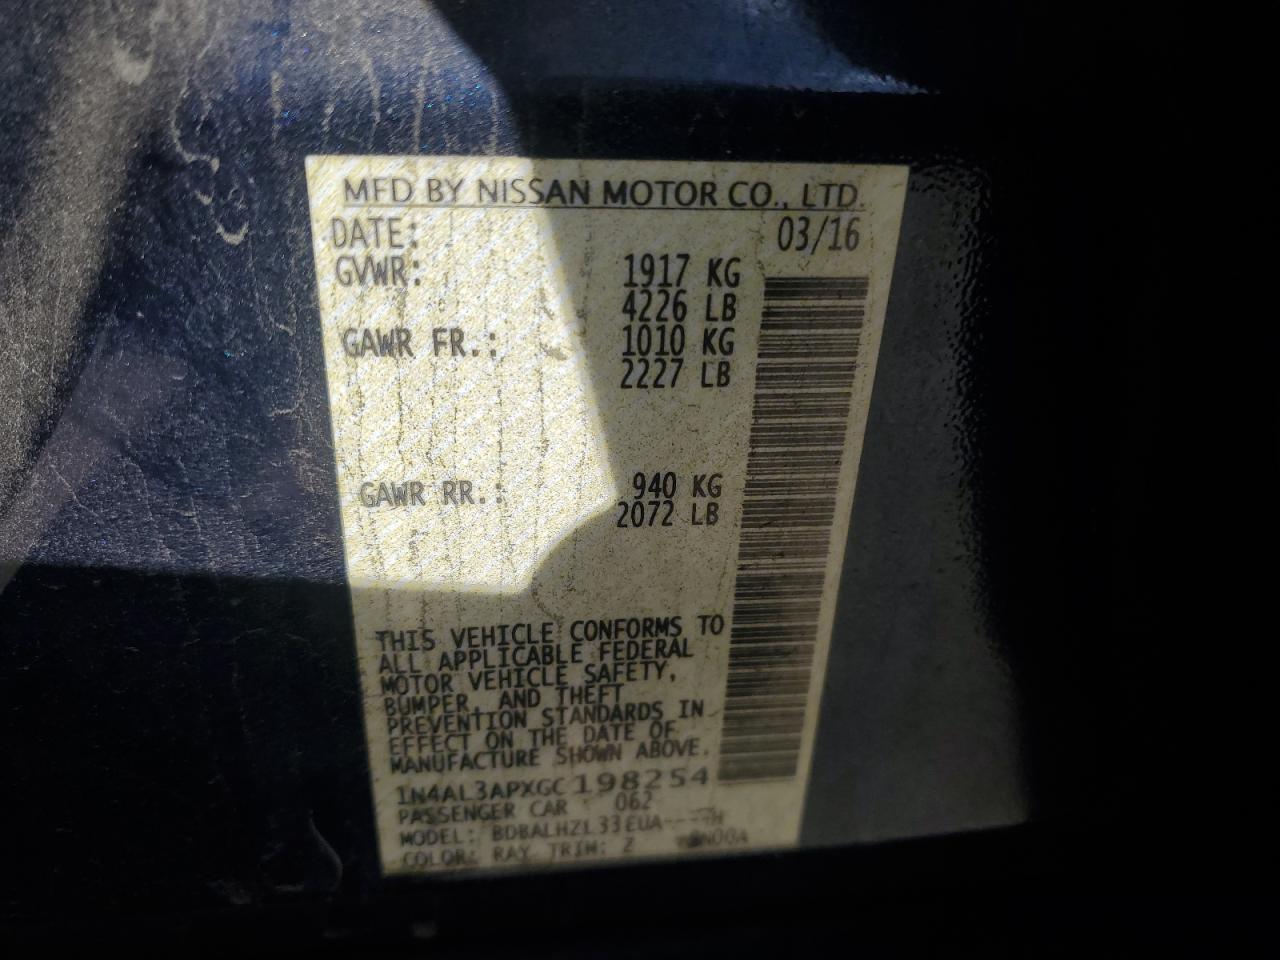 MFD BY NISSAN MOTOR CO., LTD.
DATE: 03/16
GVWR: 1917 KG
4226 LB
GAWR FR.: 1010 KG
2227 LB
GAWR RR.: 940 KG
2072 LB
THIS VEHICLE CONFORMS TO
ALL APPLICABLE FEDERAL
MOTOR VEHICLE SAFETY,
BUMPER, AND THEFT
PREVENTION STANDARDS IN
EFFECT ON THE DATE OF
MANUFACTURE SHOWN ABOVE.
1N4AL3APXGC198254
PASSENGER CAR 062
MODEL: BDBALHZL33EUA
COLOR: RAY TRIM: Z